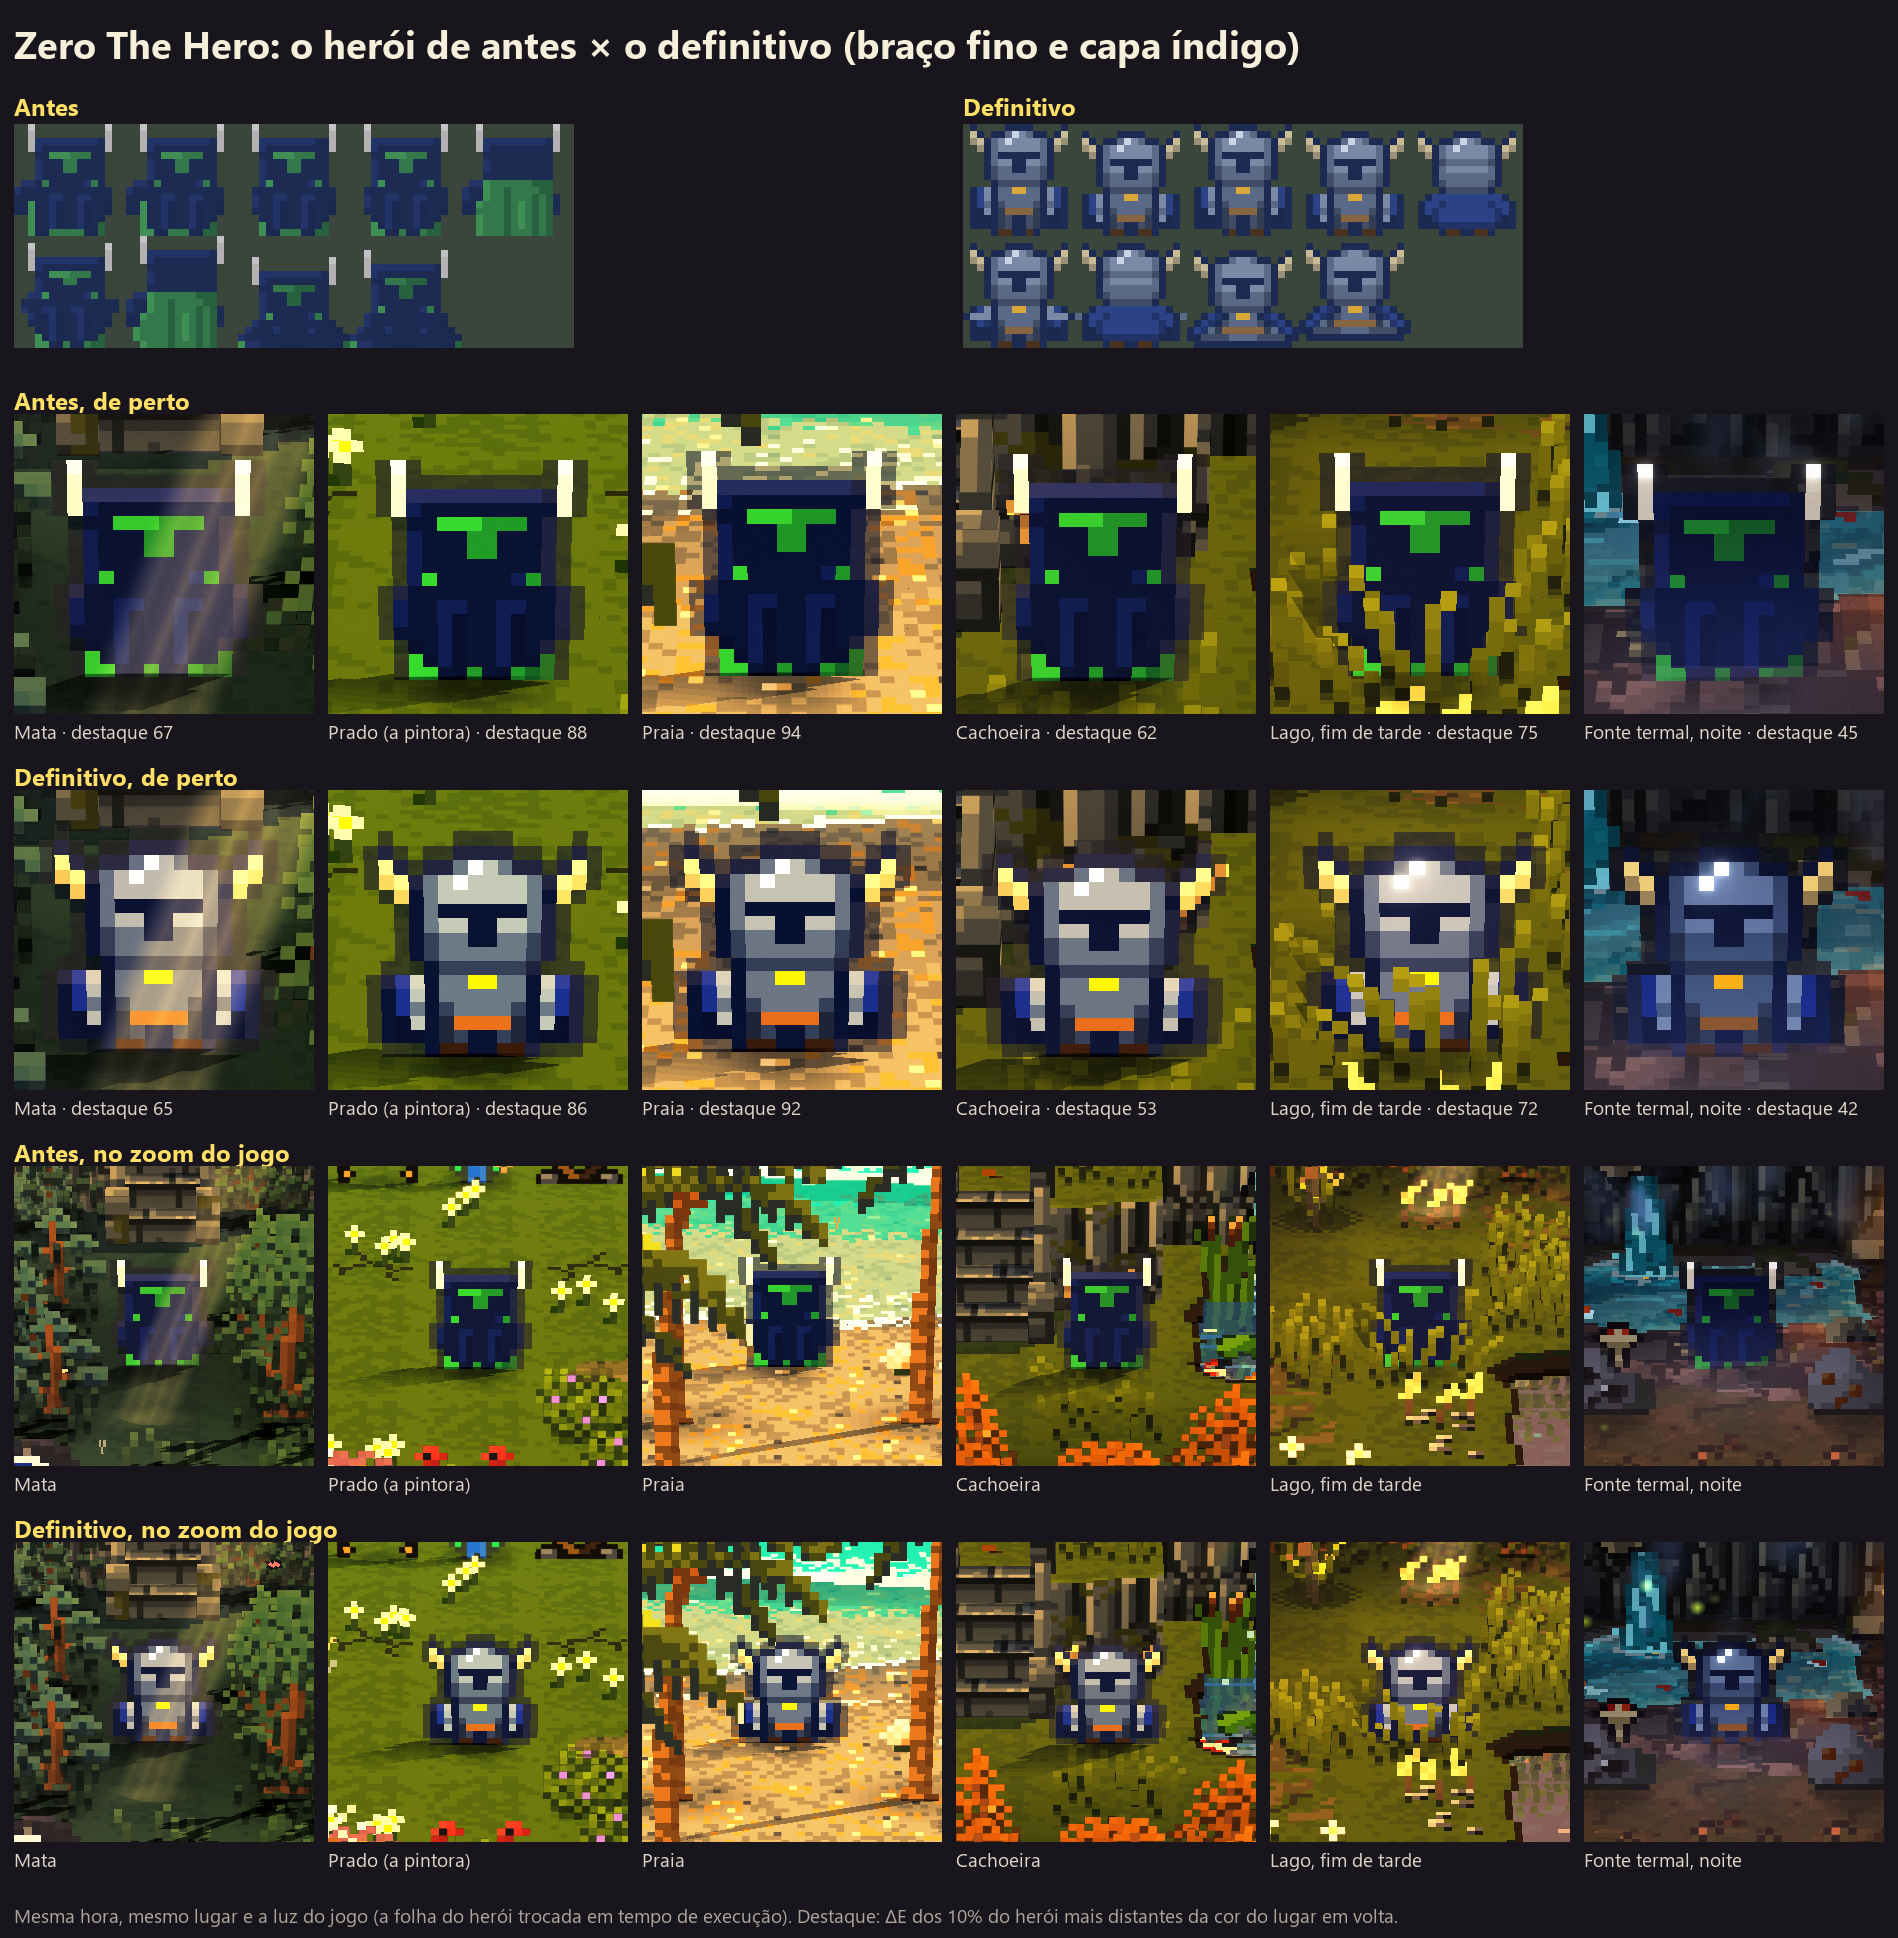 Zero The Hero: o herói de antes × o definitivo (braço fino e capa índigo)
Antes
Definitivo
Antes, de perto
Mata · destaque 67
Prado (a pintora) · destaque 88
Praia · destaque 94
Cachoeira · destaque 62
Lago, fim de tarde · destaque 75
Fonte termal, noite · destaque 45
Definitivo, de perto
Mata · destaque 65
Prado (a pintora) · destaque 86
Praia · destaque 92
Cachoeira · destaque 53
Lago, fim de tarde · destaque 72
Fonte termal, noite · destaque 42
Antes, no zoom do jogo
Mata
Prado (a pintora)
Praia
Cachoeira
Lago, fim de tarde
Fonte termal, noite
Definitivo, no zoom do jogo
Mata
Prado (a pintora)
Praia
Cachoeira
Lago, fim de tarde
Fonte termal, noite
Mesma hora, mesmo lugar e a luz do jogo (a folha do herói trocada em tempo de execução). Destaque: ΔE dos 10% do herói mais distantes da cor do lugar em volta.